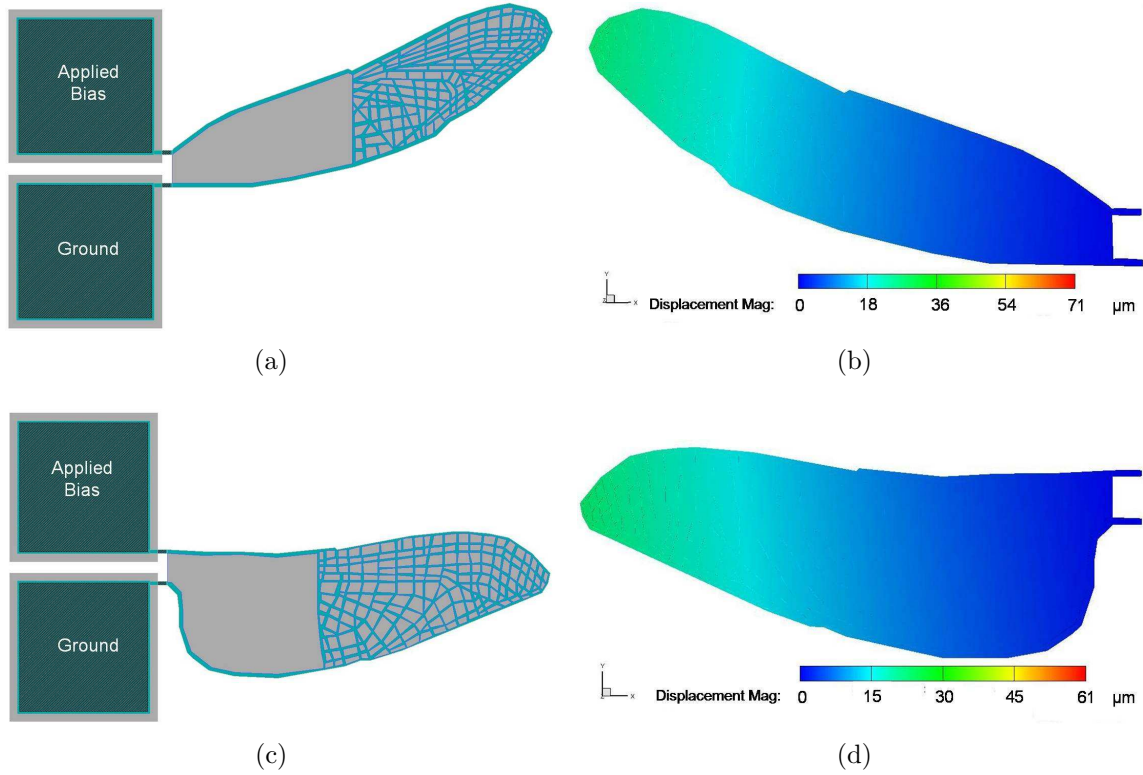 Applied
Bias
Ground
Y
Z
X
Displacement Mag: 0 18 36 54 71 µm
(a)
(b)
Applied
Bias
Ground
Y
Z
X
Displacement Mag: 0 15 30 45 61 µm
(c)
(d)